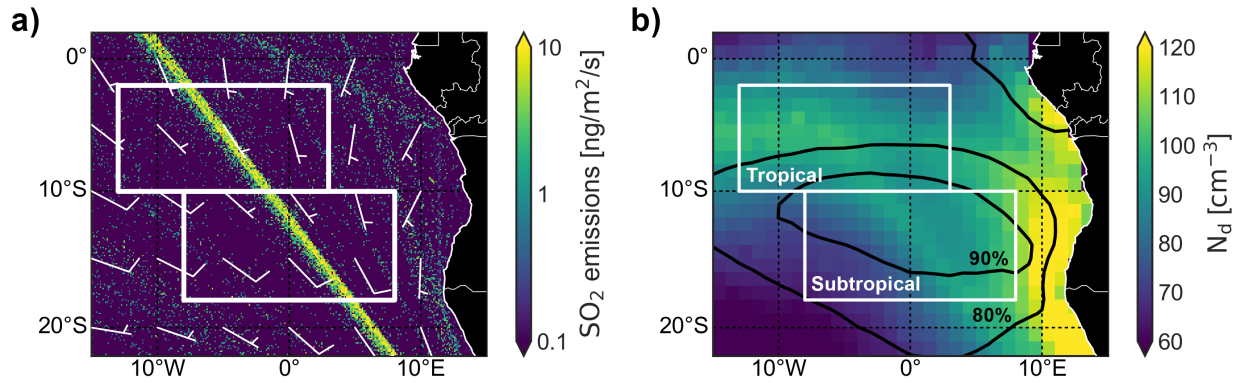 a)
0°
10°S
20°S
10°W
0°
10°E
10
1
0.1
SO₂ emissions [ng/m²/s]
b)
0°
10°S
20°S
10°W
0°
10°E
Tropical
Subtropical
90%
80%
120
110
100
90
80
70
60
N_d [cm⁻³]